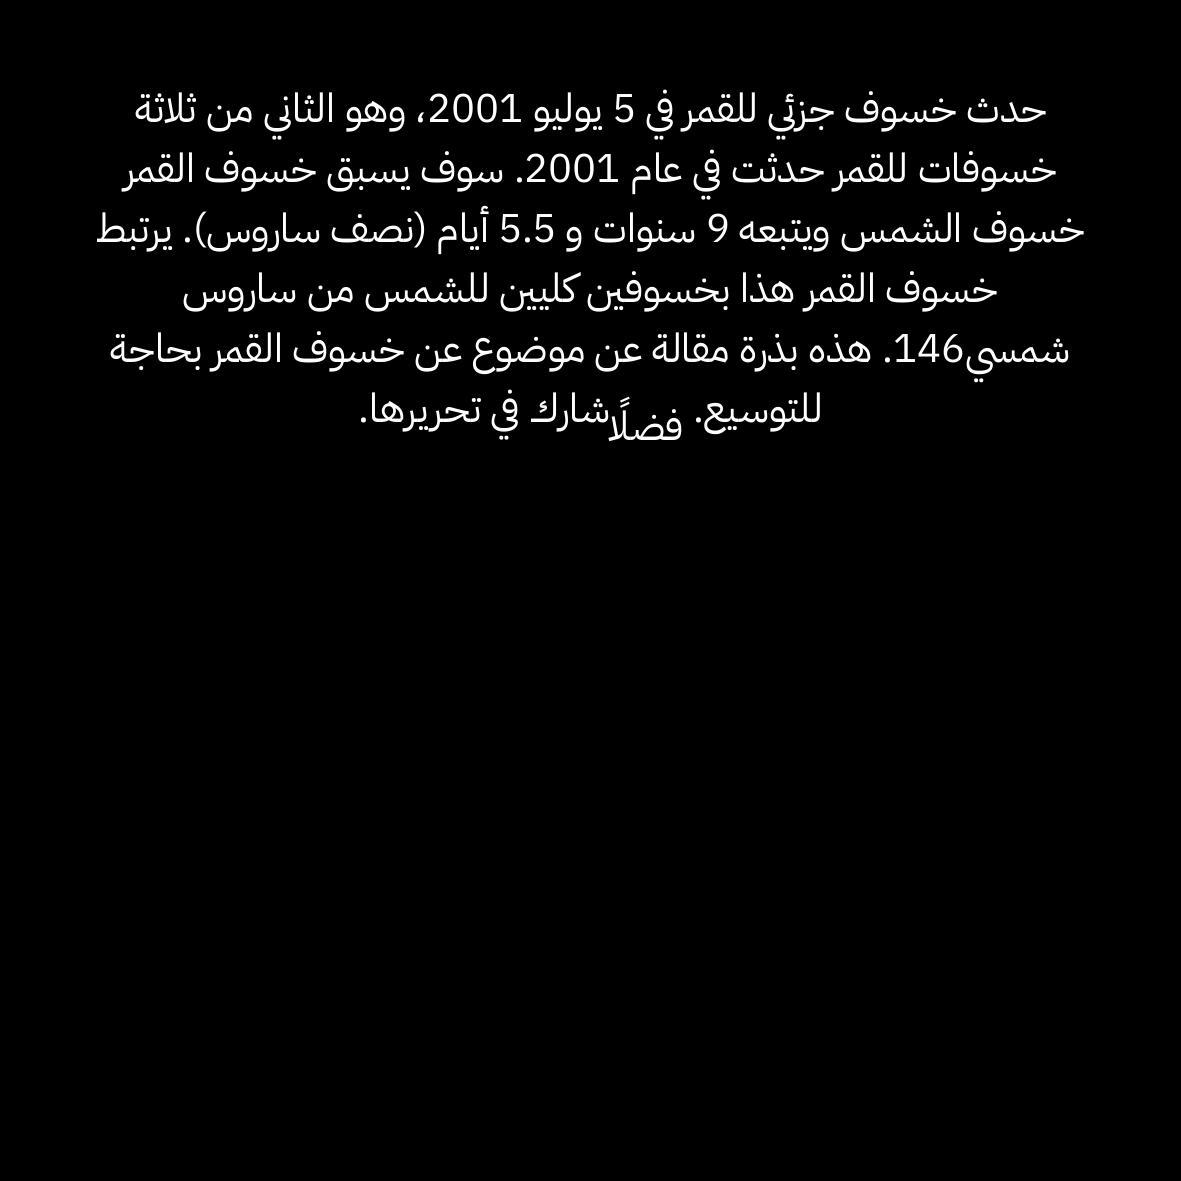 حدث خسوف جزئي للقمر في 5 يوليو 2001، وهو الثاني من ثلاثة
خسوفات للقمر حدثت في عام 2001. سوف يسبق خسوف القمر
خسوف الشمس ويتبعه 9 سنوات و 5.5 أيام (نصف ساروس). يرتبط
خسوف القمر هذا بخسوفين كليين للشمس من ساروس
شمسي146. هذه بذرة مقالة عن موضوع عن خسوف القمر بحاجة
للتوسيع. فضلًاشارك في تحريرها.